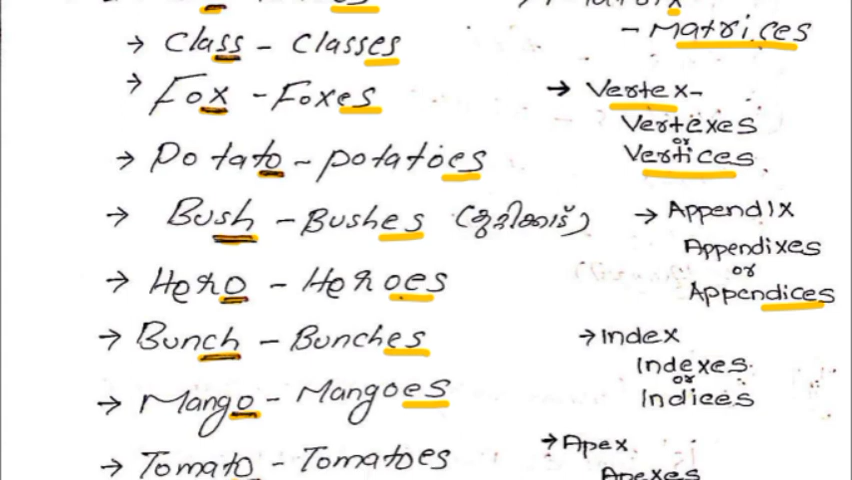 → Class - Classes
→ Fox - Foxes
→ Potato - potatoes
→ Bush - Bushes (കുറ്റിക്കാട്)
→ Hero - Heroes
→ Bunch - Bunches
→ Mango - Mangoes
→ Tomato - Tomatoes
- Matrices
→ Vertex -
Vertexes
or
Vertices
→ Appendix
Appendixes
or
Appendices
→ Index
Indexes
or
Indices
→ Apex
Apexes